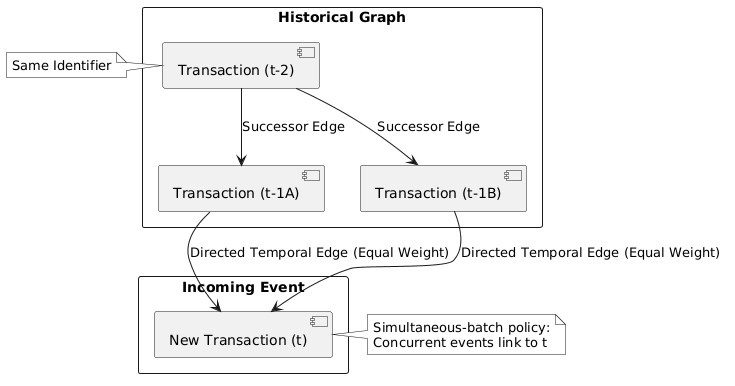 Historical Graph
Same Identifier
Transaction (t-2)
Successor Edge
Successor Edge
Transaction (t-1A)
Transaction (t-1B)
Directed Temporal Edge (Equal Weight)
Directed Temporal Edge (Equal Weight)
Incoming Event
New Transaction (t)
Simultaneous-batch policy:
Concurrent events link to t